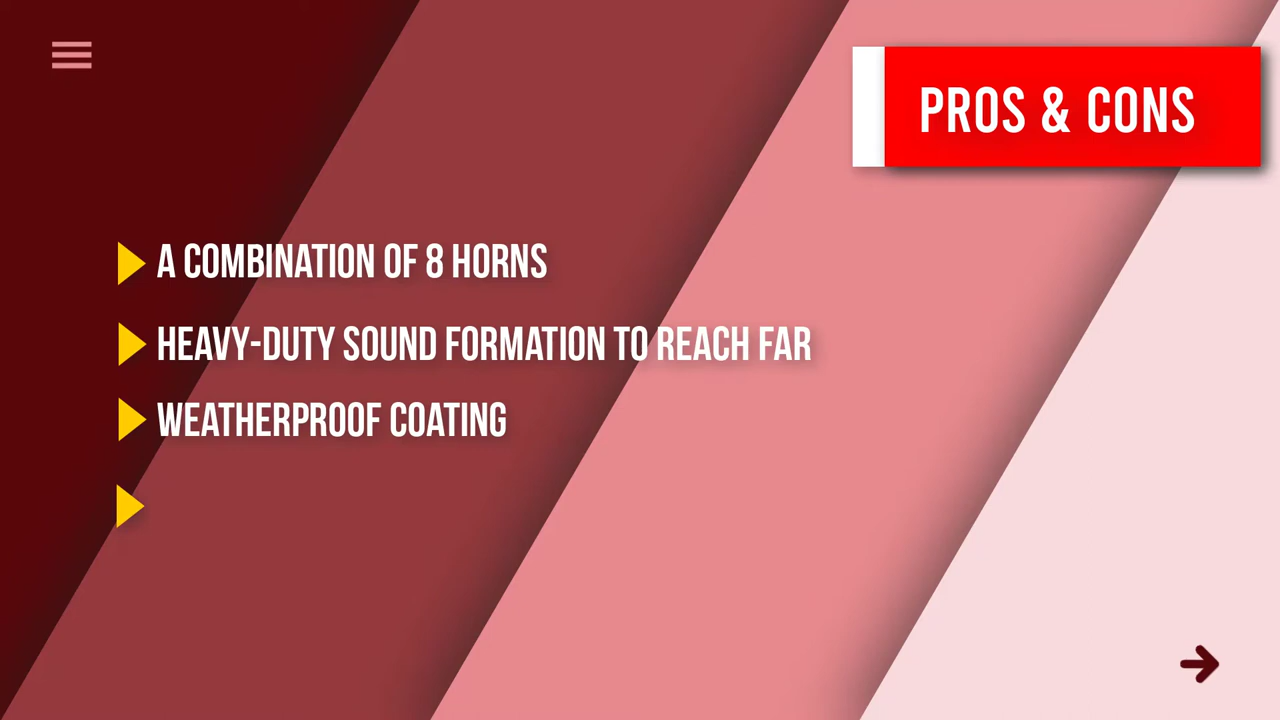 PROS & CONS
A COMBINATION OF 8 HORNS
HEAVY-DUTY SOUND FORMATION TO REACH FAR
WEATHERPROOF COATING